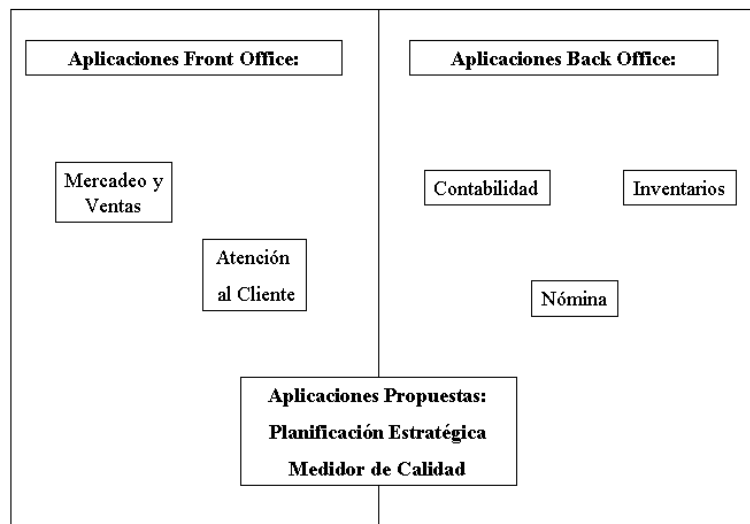 Aplicaciones Front Office:
Mercadeo y
Ventas
Atención
al Cliente
Aplicaciones Back Office:
Contabilidad
Inventarios
Nómina
Aplicaciones Propuestas:
Planificación Estratégica
Medidor de Calidad